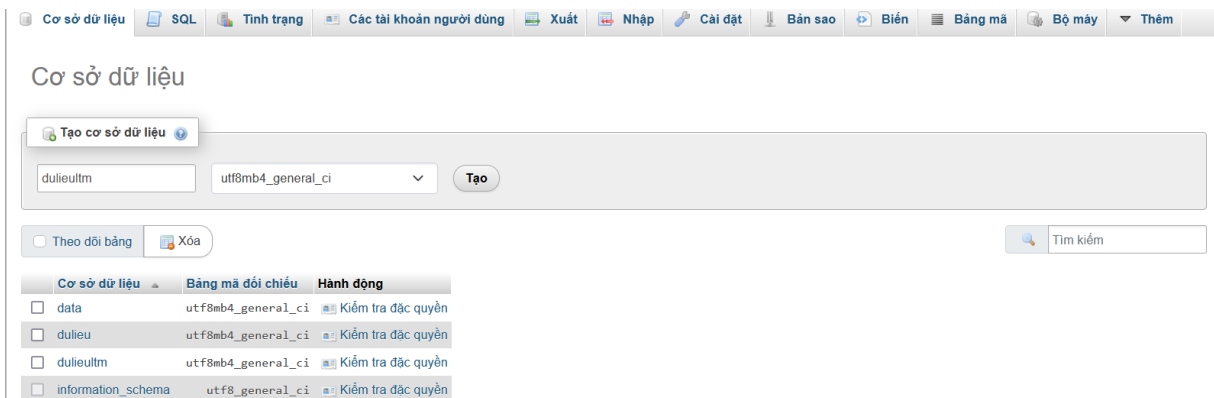 Cơ sở dữ liệu SQL Tình trạng Các tài khoản người dùng Xuất Nhập Cài đặt Bản sao Biến Bảng mã Bộ máy Thêm
Cơ sở dữ liệu
Tạo cơ sở dữ liệu
dulieultm utf8mb4_general_ci Tạo
Theo dõi bảng Xóa Tìm kiếm
Cơ sở dữ liệu Bảng mã đối chiếu Hành động
data utf8mb4_general_ci Kiểm tra đặc quyền
dulieu utf8mb4_general_ci Kiểm tra đặc quyền
dulieultm utf8mb4_general_ci Kiểm tra đặc quyền
information_schema utf8_general_ci Kiểm tra đặc quyền